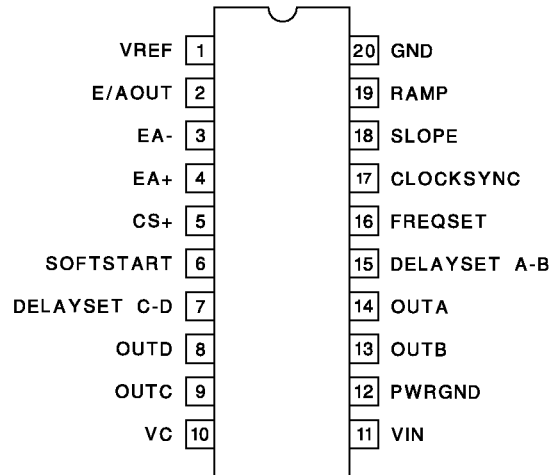 VREF 1 20 GND
E/AOUT 2 19 RAMP
EA- 3 18 SLOPE
EA+ 4 17 CLOCKSYNC
CS+ 5 16 FREQSET
SOFTSTART 6 15 DELAYSET A-B
DELAYSET C-D 7 14 OUTA
OUTD 8 13 OUTB
OUTC 9 12 PWRGND
VC 10 11 VIN